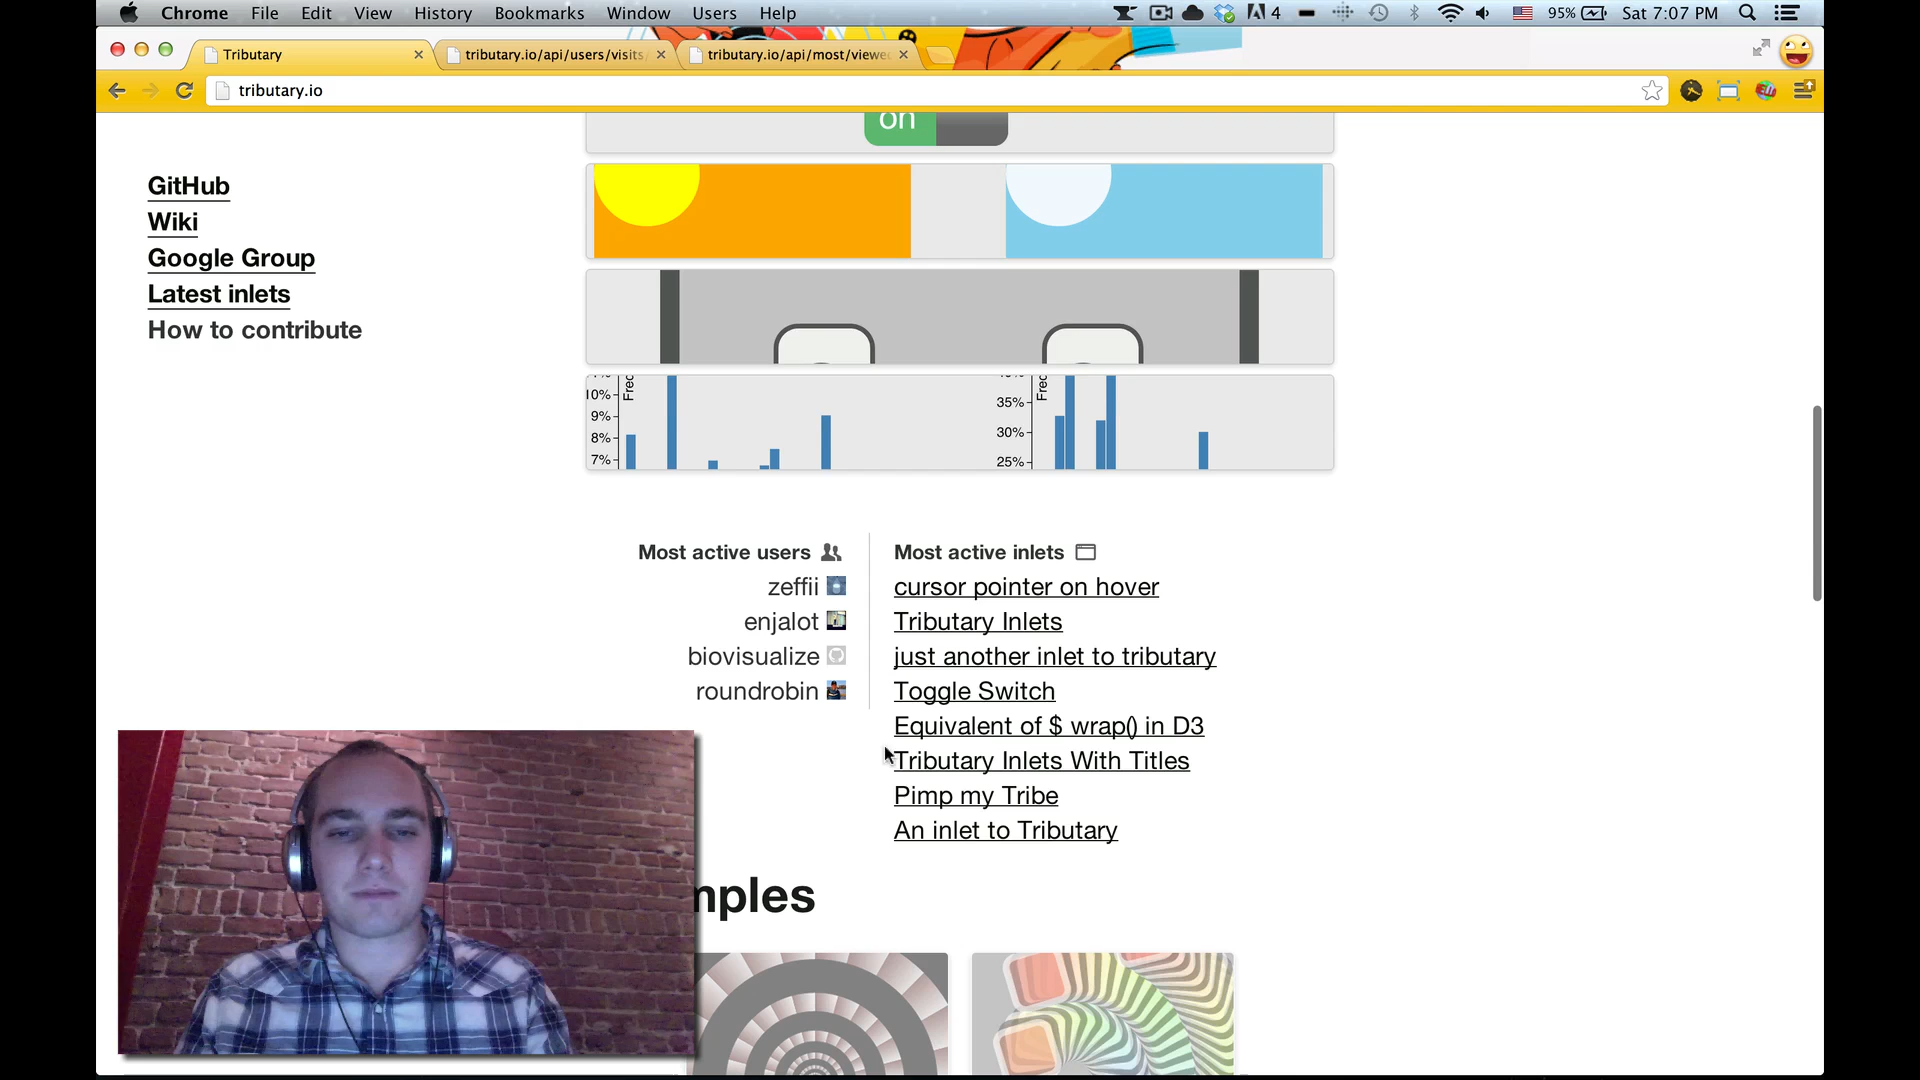 Chrome File Edit View History Bookmarks Window Users Help 4 95% Sat 7:07 PM
Tributary tributary.io/api/users/visits/ tributary.io/api/most/viewe
tributary.io
on
GitHub
Wiki
Google Group
Latest inlets
How to contribute
10%
9%
8%
7%
35%
30%
25%
Most active users
zeffii
enjalot
biovisualize
roundrobin
Most active inlets
cursor pointer on hover
Tributary Inlets
just another inlet to tributary
Toggle Switch
Equivalent of $ wrap() in D3
Tributary Inlets With Titles
Pimp my Tribe
An inlet to Tributary
mples